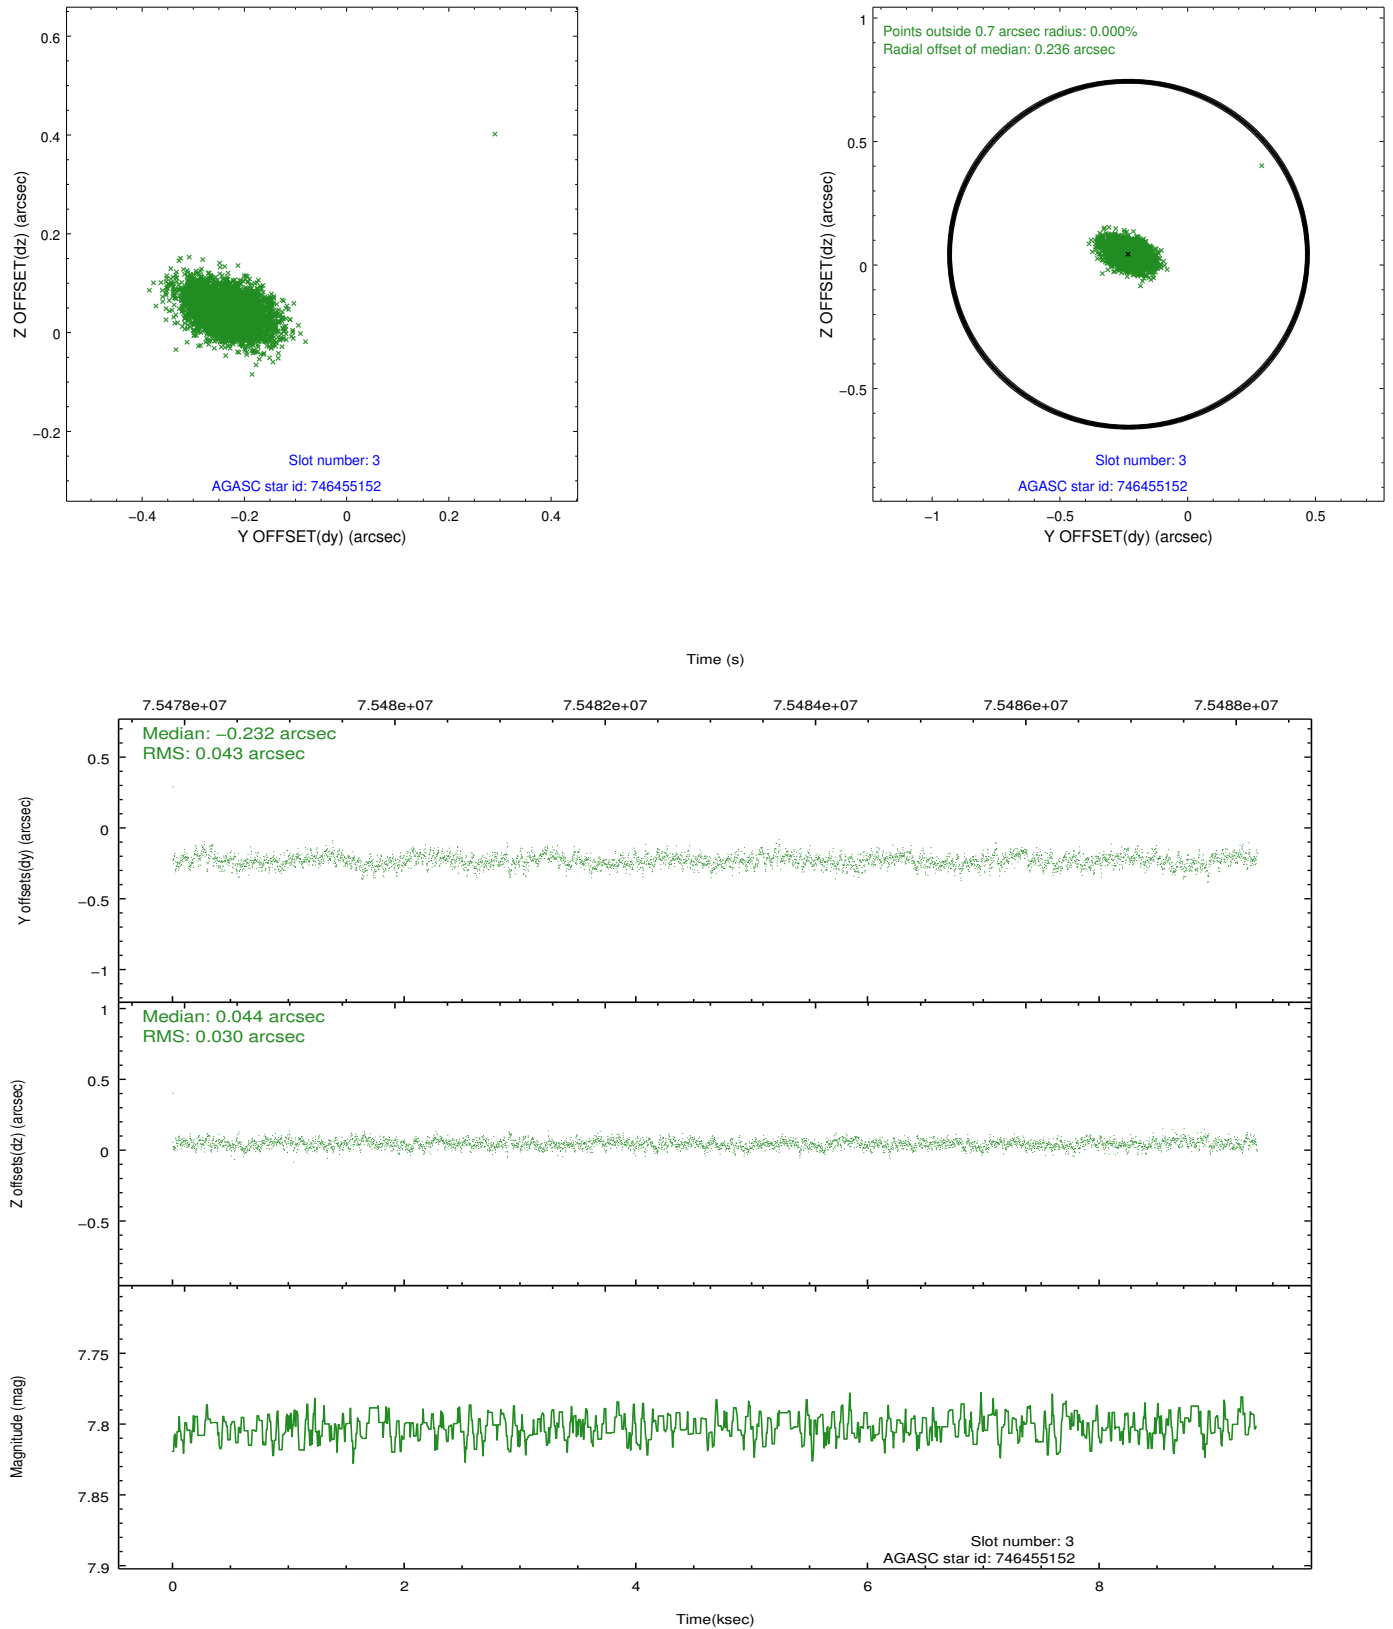 0.6
0.4
0.2
0
−0.2
Z OFFSET(dz) (arcsec)
Slot number: 3
AGASC star id: 746455152
−0.4
−0.2
0
0.2
0.4
Y OFFSET(dy) (arcsec)
Points outside 0.7 arcsec radius: 0.000%
Radial offset of median: 0.236 arcsec
1
0.5
0
−0.5
Z OFFSET(dz) (arcsec)
Slot number: 3
AGASC star id: 746455152
−1
−0.5
0
0.5
Y OFFSET(dy) (arcsec)
Time (s)
7.5478e+07
7.548e+07
7.5482e+07
7.5484e+07
7.5486e+07
7.5488e+07
Median: −0.232 arcsec
RMS: 0.043 arcsec
0.5
0
−0.5
−1
Y offsets(dy) (arcsec)
Median: 0.044 arcsec
RMS: 0.030 arcsec
1
0.5
0
−0.5
Z offsets(dz) (arcsec)
7.75
7.8
7.85
7.9
Magnitude (mag)
Slot number: 3
AGASC star id: 746455152
0
2
4
6
8
Time(ksec)